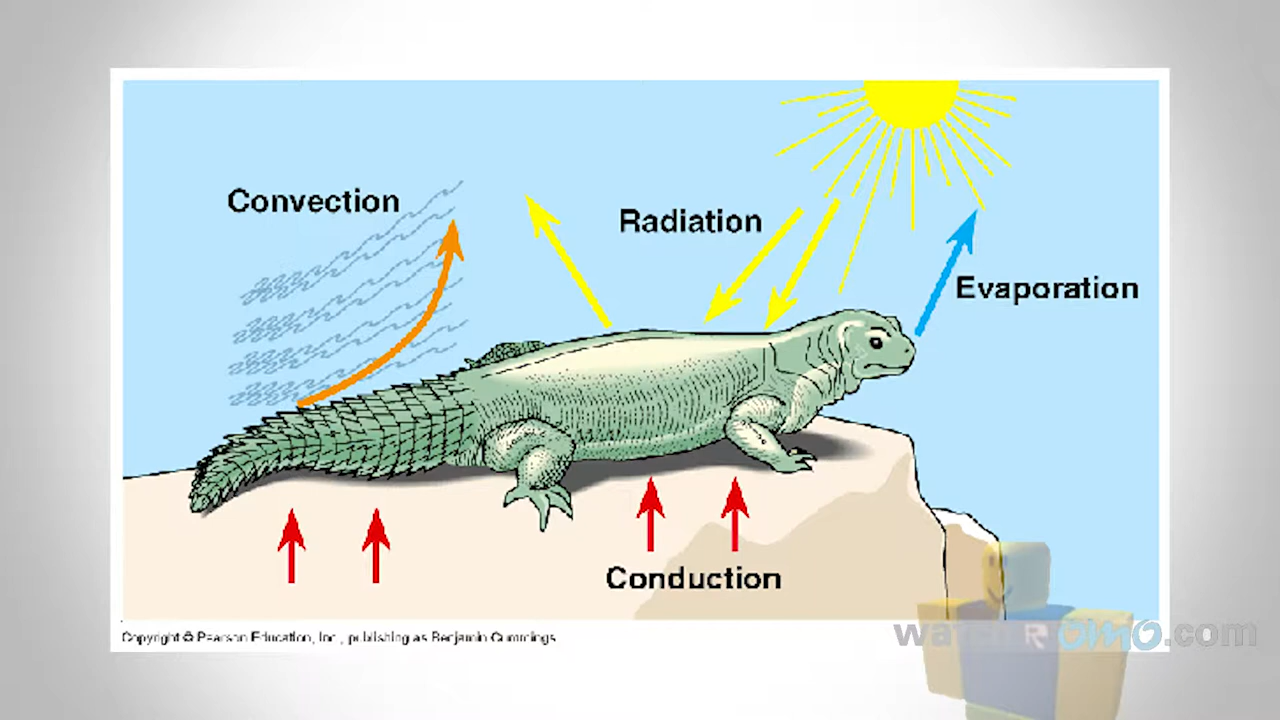 Convection
Radiation
Evaporation
Conduction
Copyright © Pearson Education, Inc., publishing as Benjamin Cummings